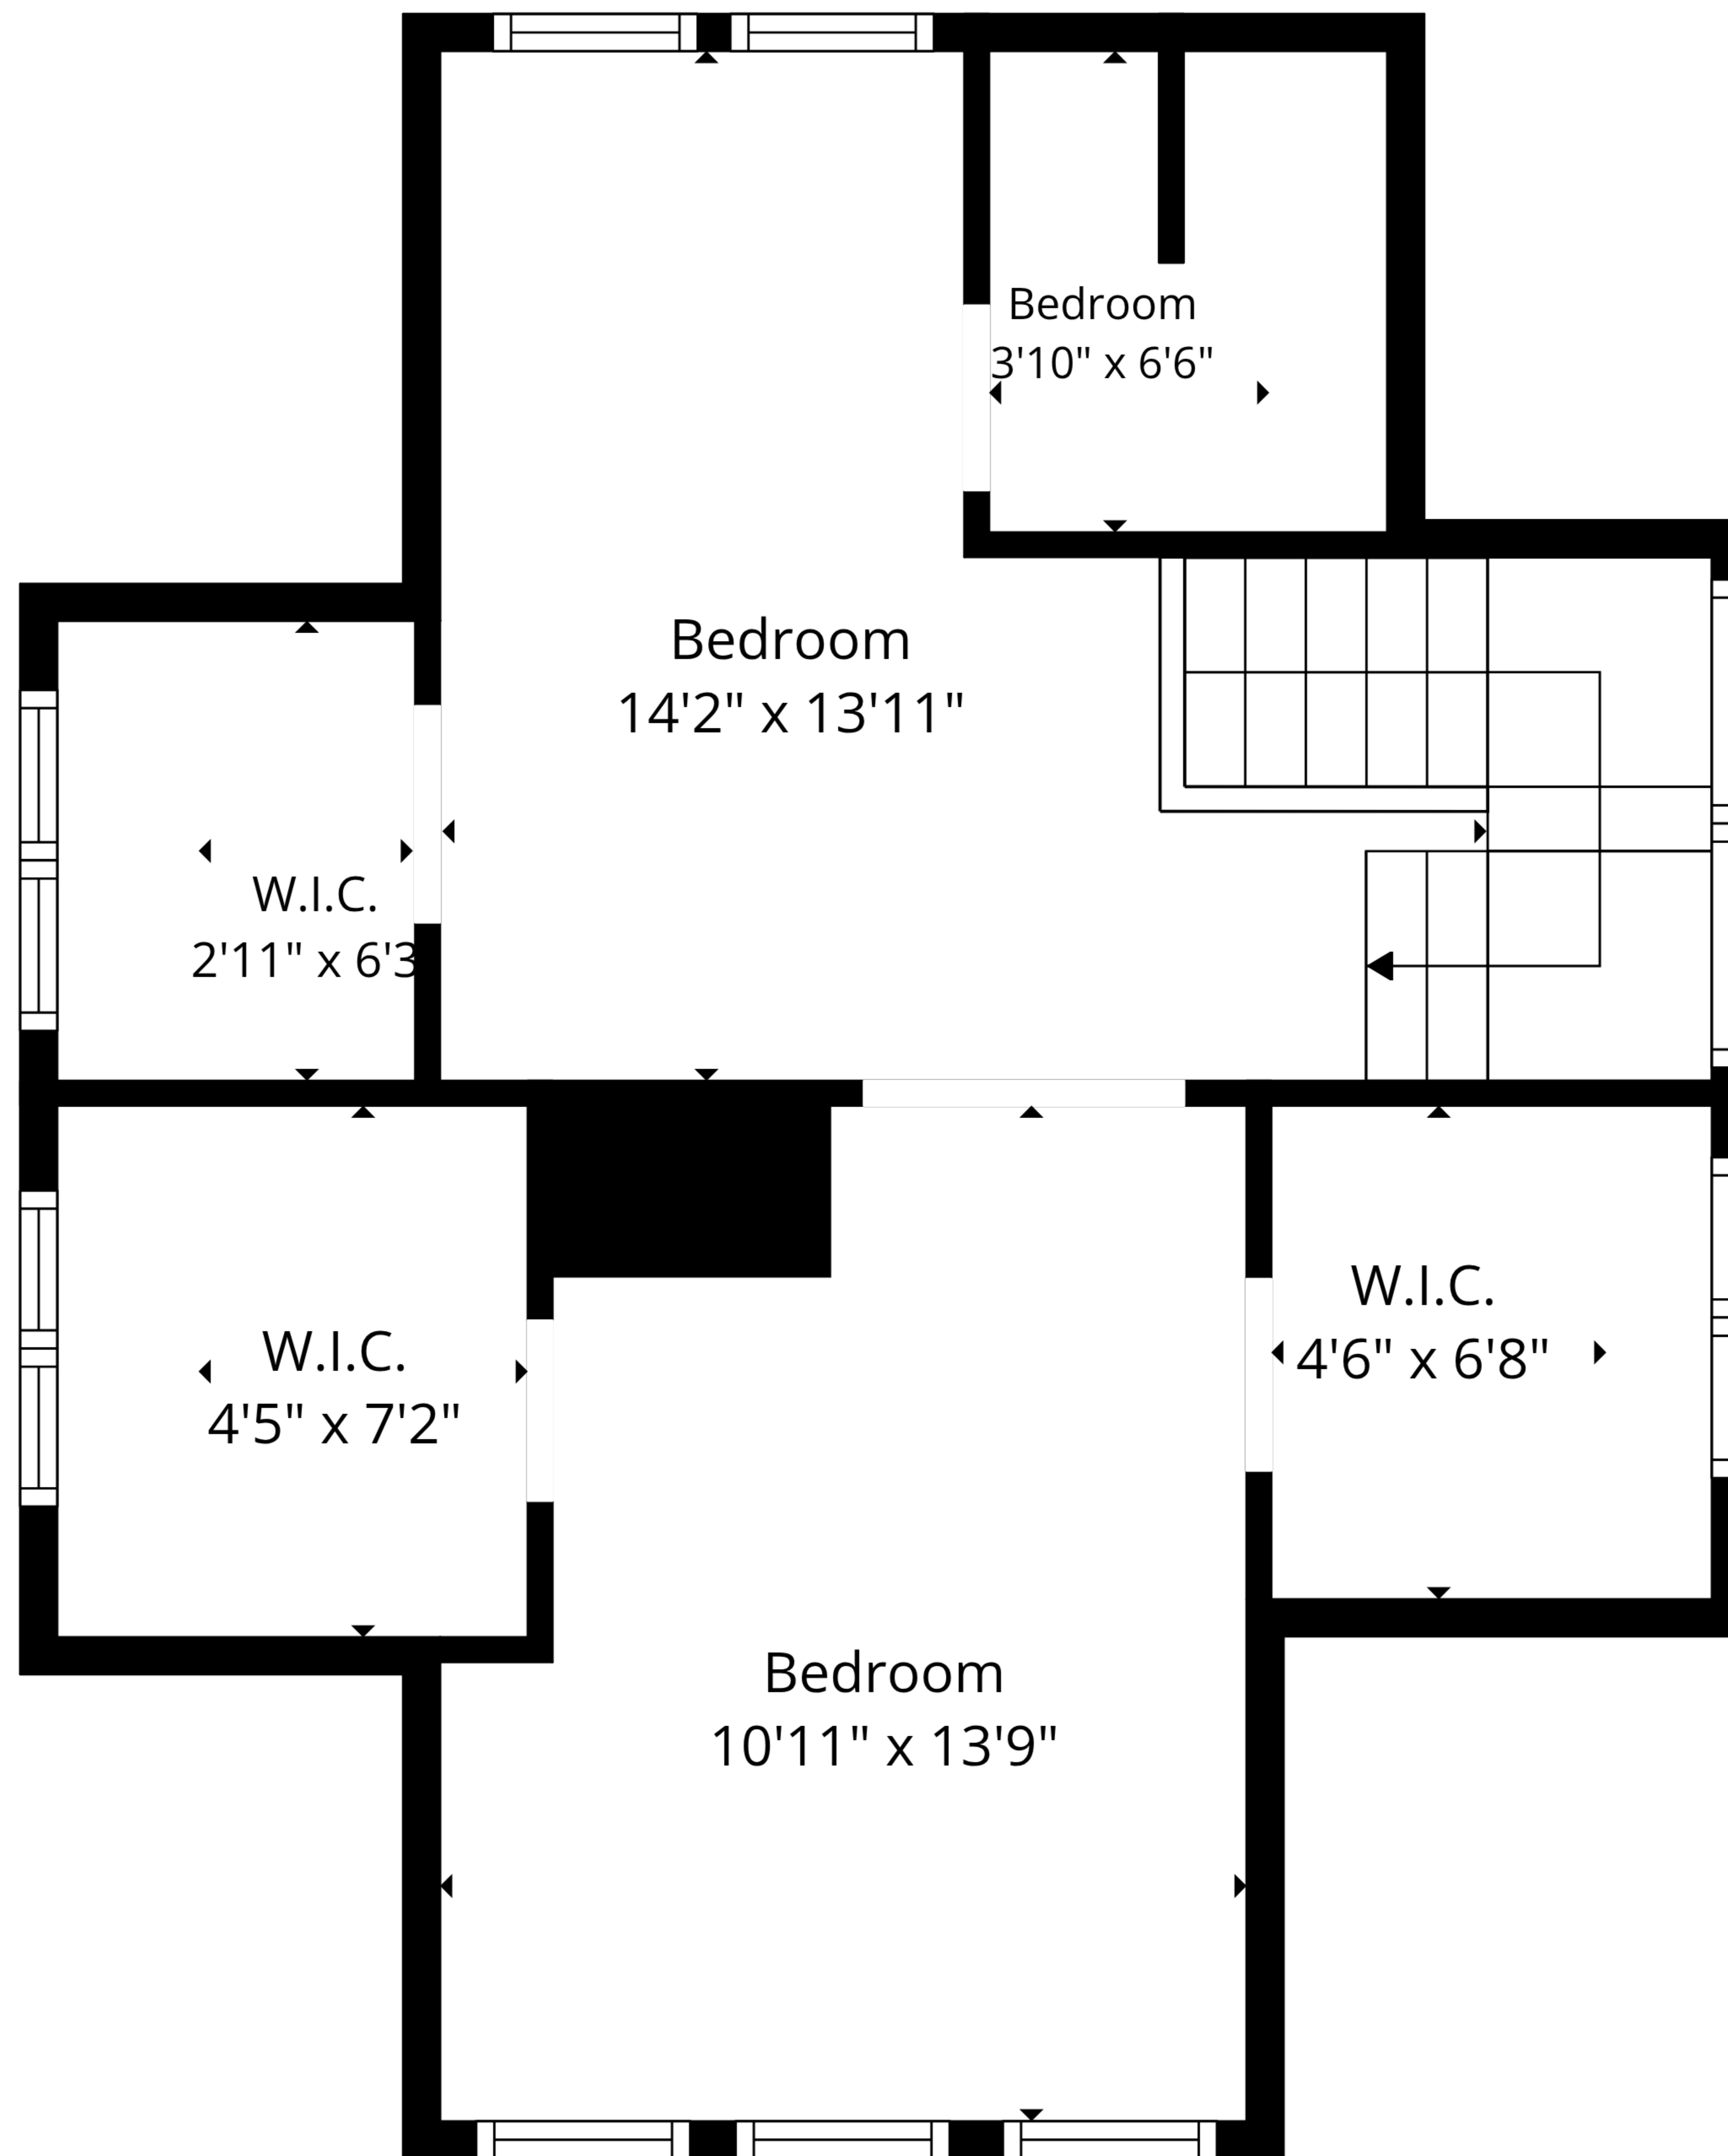 Bedroom
3'10" x 6'6"
Bedroom
14'2" x 13'11"
W.I.C.
2'11" x 6'3
W.I.C.
4'6" x 6'8"
W.I.C.
4'5" x 7'2"
Bedroom
10'11" x 13'9"